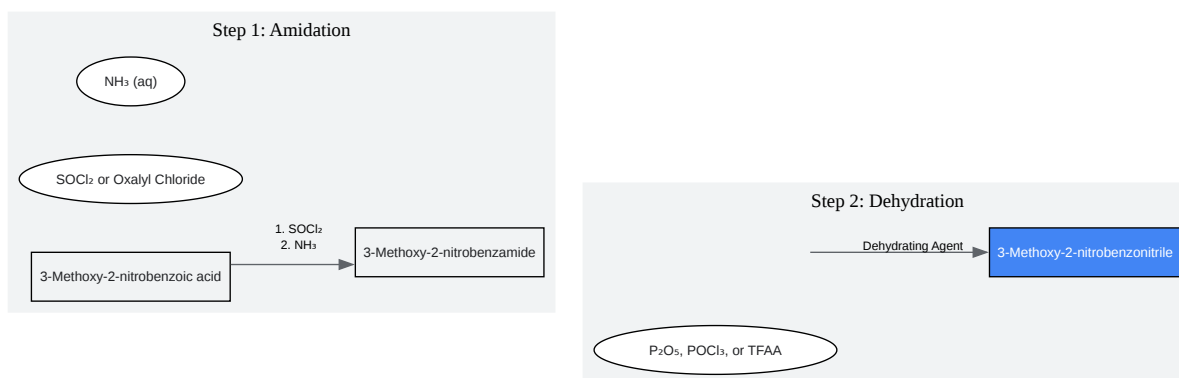 Step 1: Amidation
NH₃ (aq)
SOCl₂ or Oxalyl Chloride
1. SOCl₂
2. NH₃
3-Methoxy-2-nitrobenzoic acid
3-Methoxy-2-nitrobenzamide
Step 2: Dehydration
Dehydrating Agent
3-Methoxy-2-nitrobenzonitrile
P₂O₅, POCl₃, or TFAA